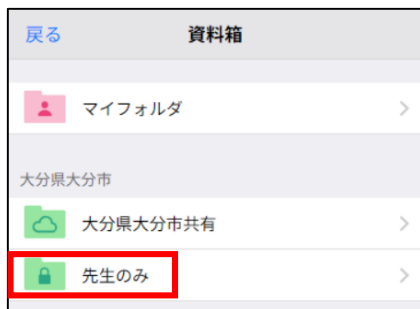 戻る 資料箱
マイフォルダ
大分県大分市
大分県大分市共有
先生のみ